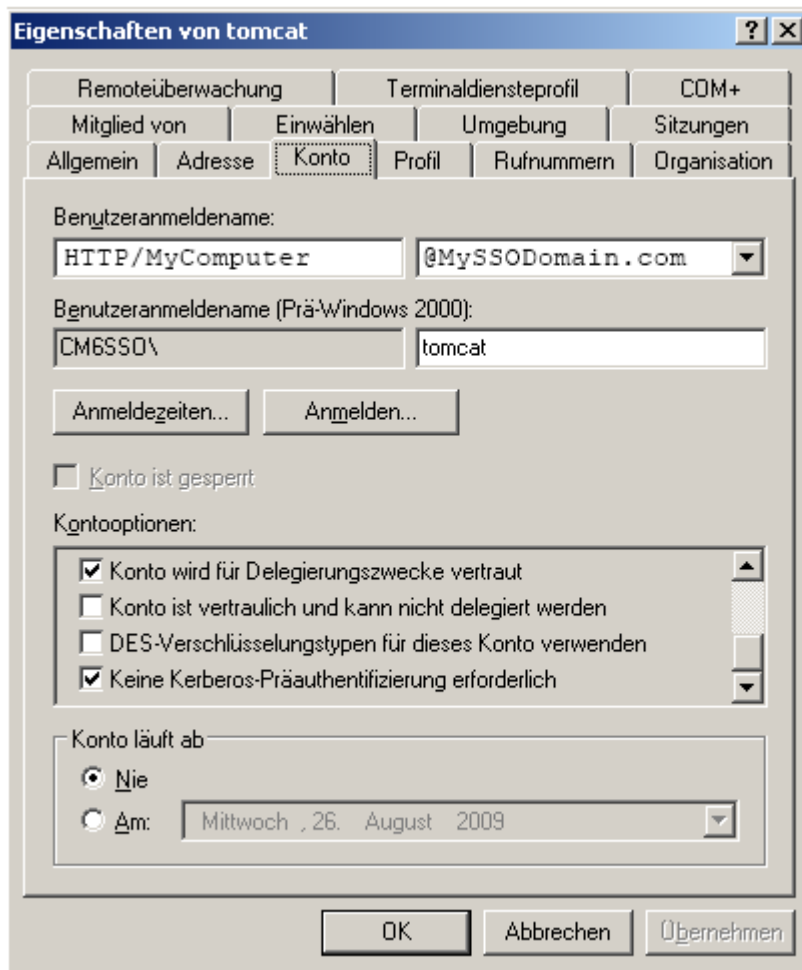 Eigenschaften von tomcat
Remoteüberwachung Terminaldiensteprofil COM+
Mitglied von Einwählen Umgebung Sitzungen
Allgemein Adresse Konto Profil Rufnummern Organisation
Benutzeranmeldename:
HTTP/MyComputer @MySSODomain.com
Benutzeranmeldename (Prä-Windows 2000):
CM6SSO\ tomcat
Anmeldezeiten... Anmelden...
Konto ist gesperrt
Kontooptionen:
Konto wird für Delegierungszwecke vertraut
Konto ist vertraulich und kann nicht delegiert werden
DES-Verschlüsselungstypen für dieses Konto verwenden
Keine Kerberos-Präauthentifizierung erforderlich
Konto läuft ab
Nie
Am: Mittwoch , 26. August 2009
OK Abbrechen Übernehmen